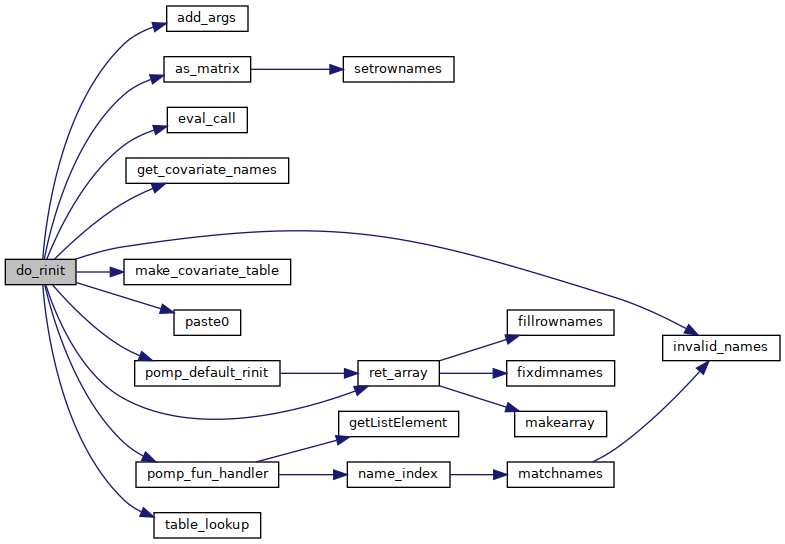 add_args
as_matrix
setrownames
eval_call
get_covariate_names
do_rinit
make_covariate_table
paste0
fillrownames
invalid_names
pomp_default_rinit
ret_array
fixdimnames
getListElement
makearray
pomp_fun_handler
name_index
matchnames
table_lookup